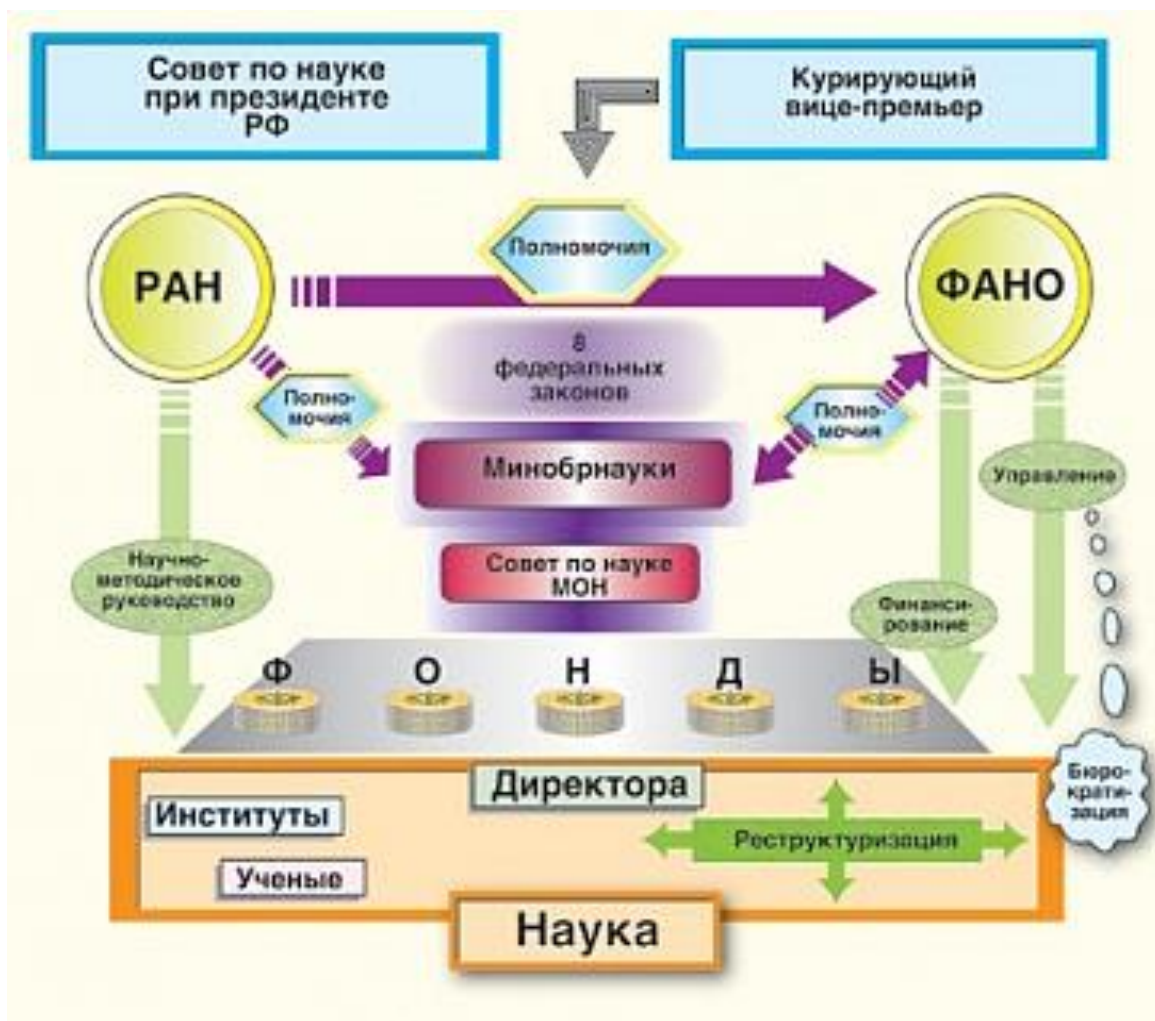 Совет по науке
при президенте
РФ
Курирующий
вице-премьер
Полномочия
РАН
ФАНО
8
федеральных
законов
Полно-
мочия
Полно-
мочия
Минобрнауки
Управление
Научно-
методическое
руководство
Совет по науке
МОН
Финанси-
рование
Ф О Н Д Ы
Директора
Институты
Ученые
Реструктуризация
Бюро-
крати-
зация
Наука